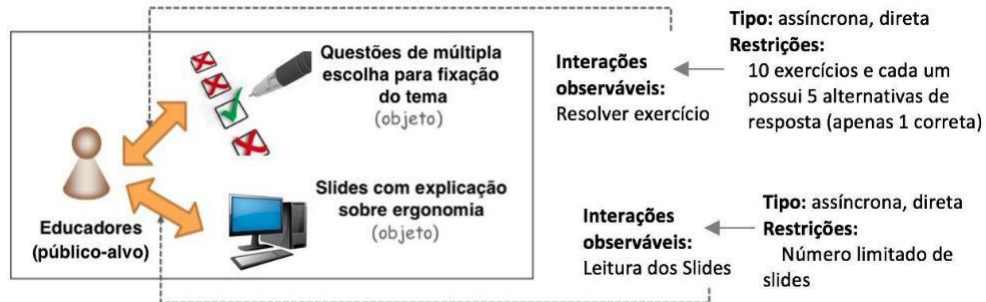 Questões de múltipla
escolha para fixação
do tema
(objeto)
Educadores
(público-alvo)
Slides com explicação
sobre ergonomia
(objeto)
Interações
observáveis:
Resolver exercício
Tipo: assíncrona, direta
Restrições:
10 exercícios e cada um
possui 5 alternativas de
resposta (apenas 1 correta)
Interações
observáveis:
Leitura dos Slides
Tipo: assíncrona, direta
Restrições:
Número limitado de
slides